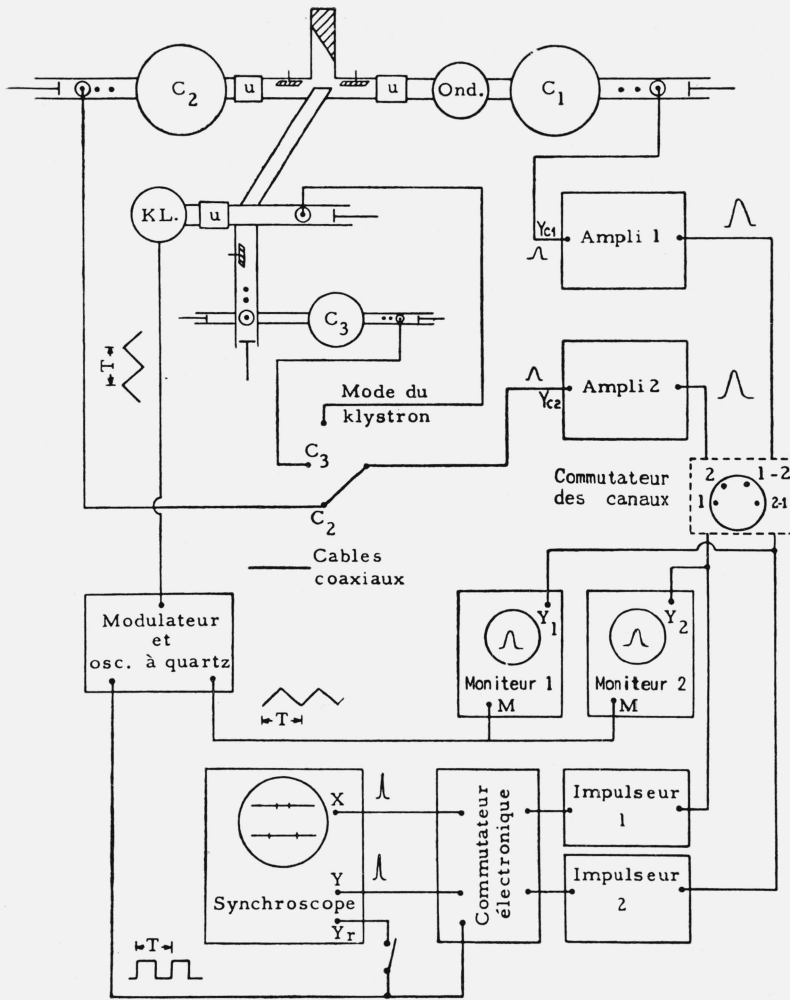 C2
u
u
Ond.
C1
KL.
u
YC1
Ampli 1
C3
T
Mode du
klystron
YC2
Ampli 2
C3
2
1-2
1
2-1
Commutateur
des canaux
C2
Cables
coaxiaux
Modulateur
et
osc. à quartz
Y1
Y2
Moniteur 1
Moniteur 2
M
M
T
X
Y
Synchroscope
Yr
Commutateur
électronique
Impulseur
1
Impulseur
2
T